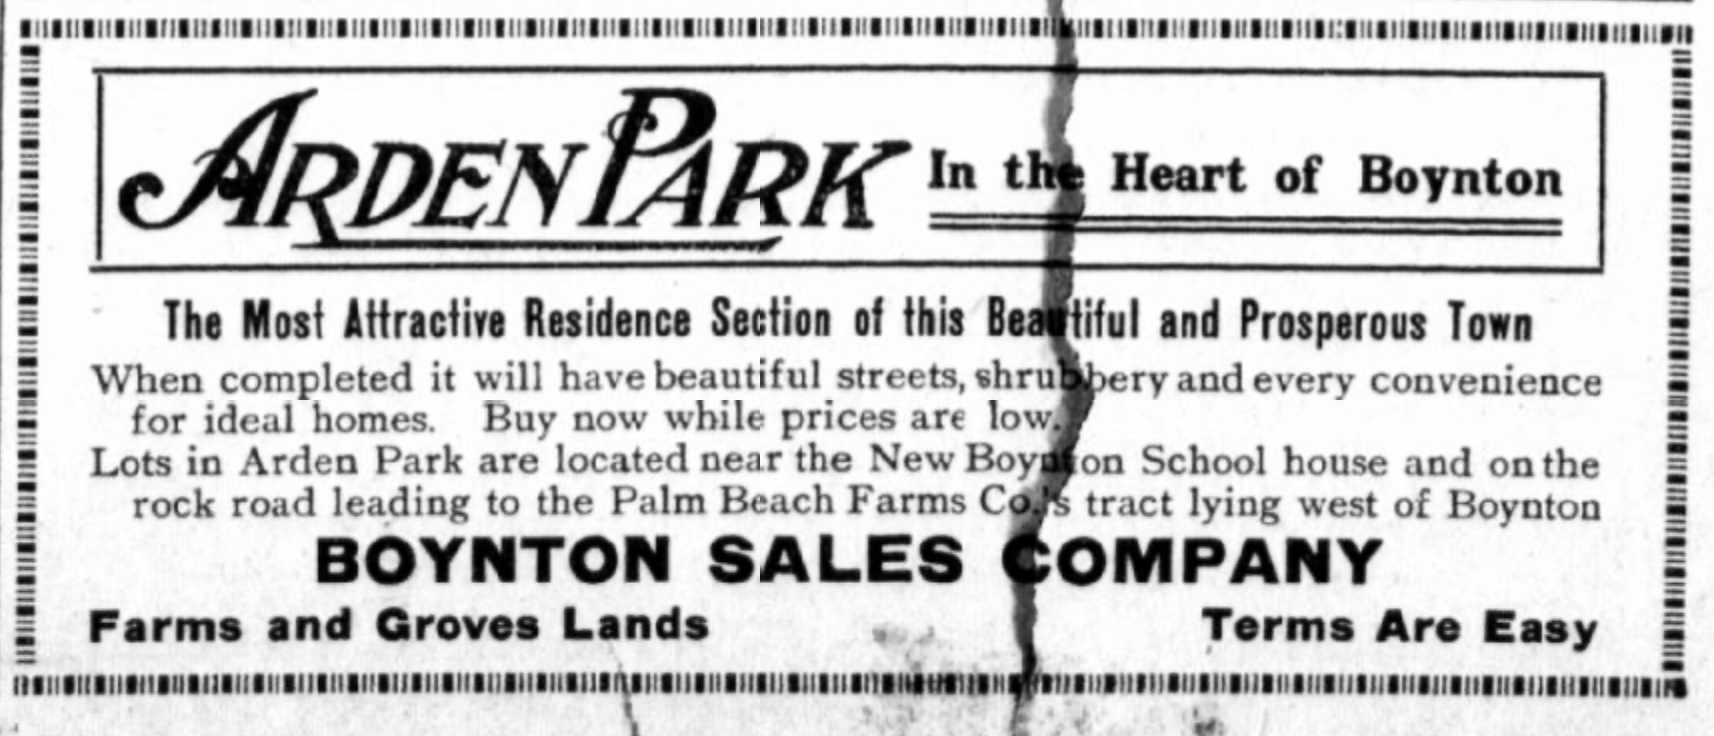 ARDEN PARK In the Heart of Boynton
The Most Attractive Residence Section of this Beautiful and Prosperous Town
When completed it will have beautiful streets, shrubbery and every convenience
for ideal homes. Buy now while prices are low.
Lots in Arden Park are located near the New Boynton School house and on the
rock road leading to the Palm Beach Farms Co.'s tract lying west of Boynton
BOYNTON SALES COMPANY
Farms and Groves Lands Terms Are Easy